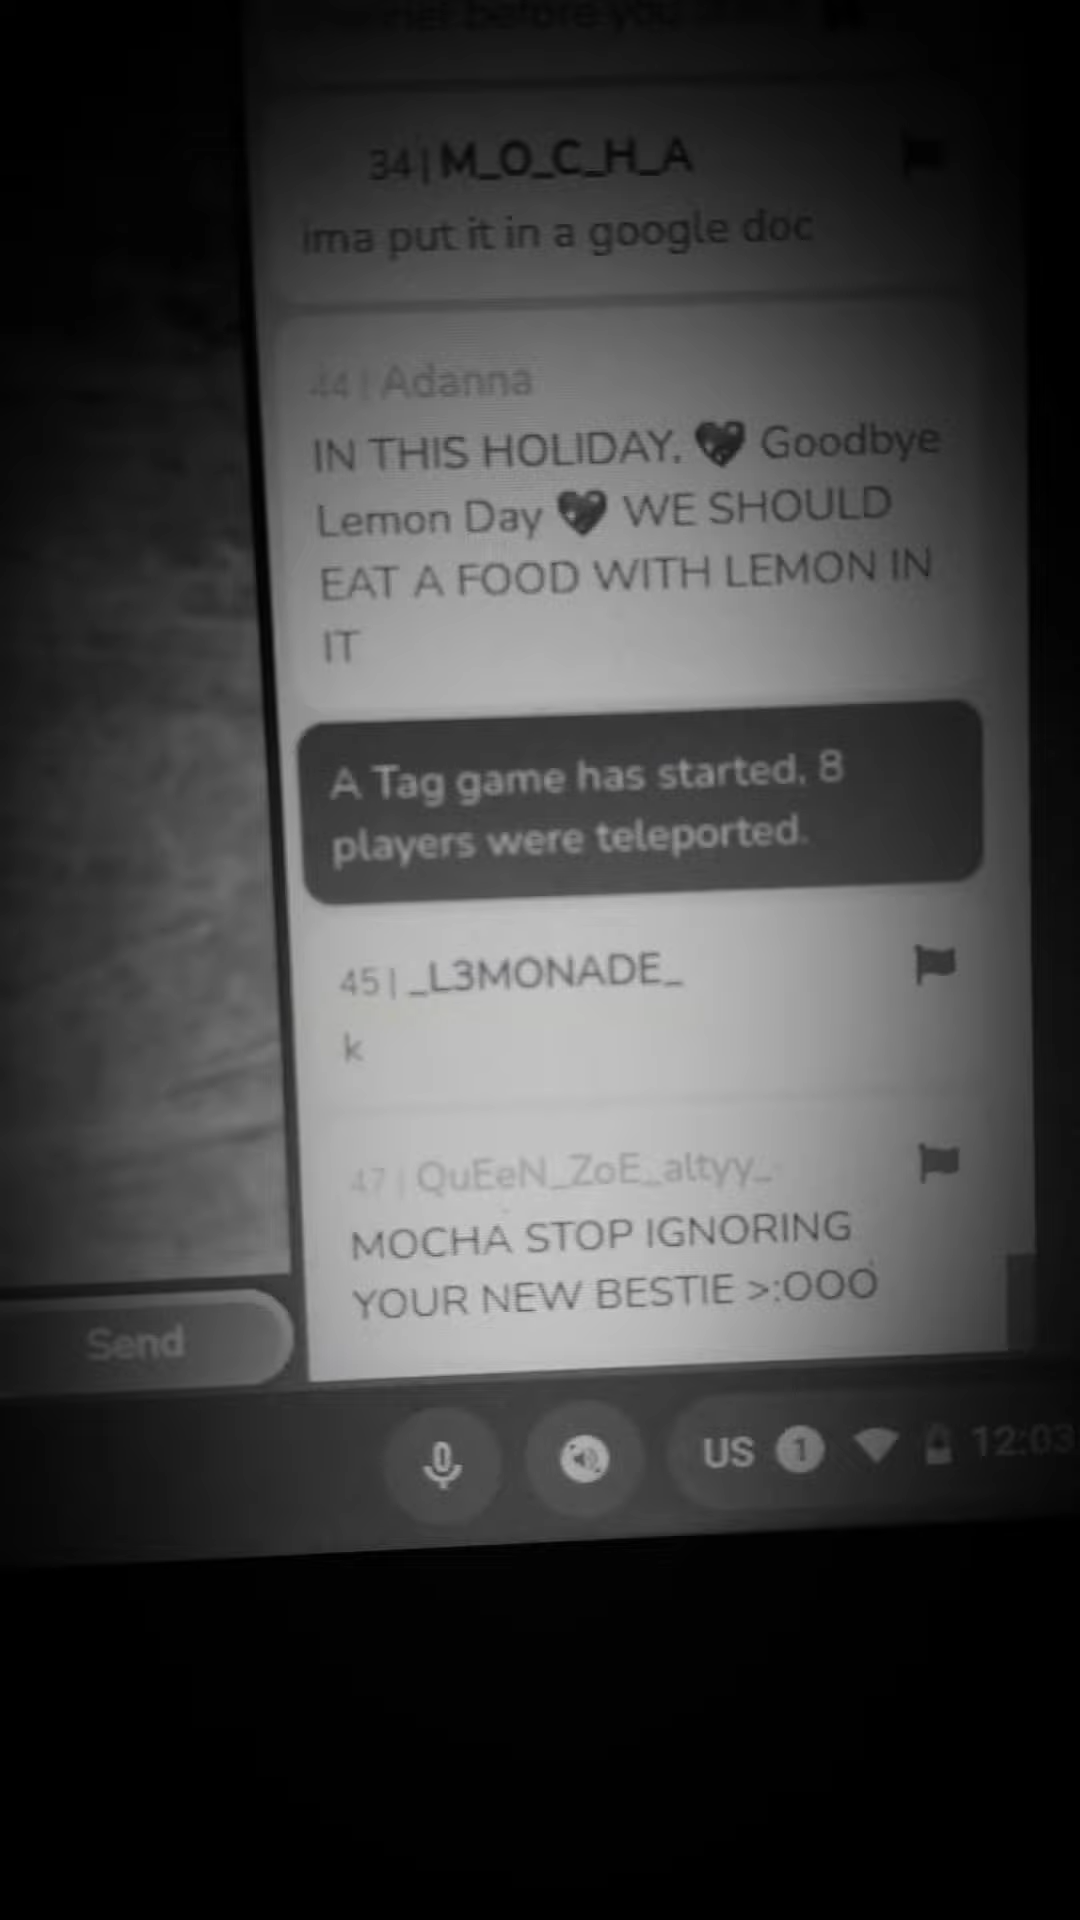 before you
34 | M_O_C_H_A
ima put it in a google doc
44 | Adanna
IN THIS HOLIDAY, 💖 Goodbye
Lemon Day 💖 WE SHOULD
EAT A FOOD WITH LEMON IN
IT
A Tag game has started. 8
players were teleported.
45 | _L3MONADE_
k
47 | QuEeN_ZoE_altyy_
MOCHA STOP IGNORING
YOUR NEW BESTIE >:OOO
Send
US 1 12:03